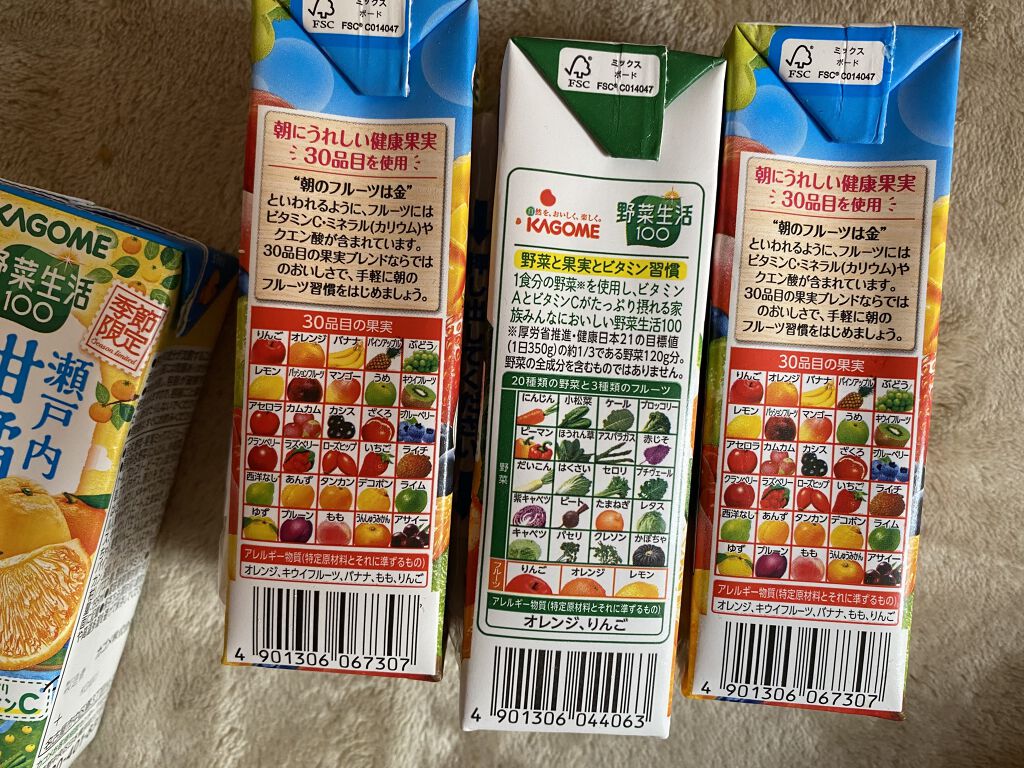 KAGOME
野菜生活
100
季節
限定
Season limited
瀬戸内
ミックス
ボード
FSC
FSC® C014047
朝にうれしい健康果実
30品目を使用
“朝のフルーツは金”
といわれるように、フルーツには
ビタミンC・ミネラル(カリウム)や
クエン酸が含まれています。
30品目の果実ブレンドならでは
のおいしさで、手軽に朝の
フルーツ習慣をはじめましょう。
30品目の果実
りんご オレンジ バナナ パインアップル ぶどう
レモン パッションフルーツ マンゴー うめ キウイフルーツ
アセロラ カムカム カシス ざくろ ブルーベリー
クランベリー ラズベリー ローズヒップ いちご ライチ
西洋なし あんず タンカン デコポン ライム
ゆず プルーン もも うんしゅうみかん アサイー
アレルギー物質(特定原材料とそれに準ずるもの)
オレンジ、キウイフルーツ、バナナ、もも、りんご
4 901306 067307
ミックス
ボード
FSC
FSC® C014047
自然を、おいしく、楽しく。
KAGOME
野菜生活
100
野菜と果実とビタミン習慣
1食分の野菜※を使用し、ビタミン
AとビタミンCがたっぷり摂れる家
族みんなにおいしい野菜生活100
※厚労省推進・健康日本21の目標値
(1日350g)の約1/3である野菜120g分。
野菜の全成分を含むものではありません。
20種類の野菜と3種類のフルーツ
野菜
にんじん 小松菜 ケール ブロッコリー
ピーマン ほうれん草 アスパラガス 赤じそ
だいこん はくさい セロリ プチヴェール
紫キャベツ ビート たまねぎ レタス
キャベツ パセリ クレソン かぼちゃ
フルーツ
りんご オレンジ レモン
アレルギー物質(特定原材料とそれに準ずるもの)
オレンジ、りんご
4 901306 044063
ミックス
ボード
FSC
FSC® C014047
朝にうれしい健康果実
30品目を使用
“朝のフルーツは金”
といわれるように、フルーツには
ビタミンC・ミネラル(カリウム)や
クエン酸が含まれています。
30品目の果実ブレンドならでは
のおいしさで、手軽に朝の
フルーツ習慣をはじめましょう。
30品目の果実
りんご オレンジ バナナ パインアップル ぶどう
レモン パッションフルーツ マンゴー うめ キウイフルーツ
アセロラ カムカム カシス ざくろ ブルーベリー
クランベリー ラズベリー ローズヒップ いちご ライチ
西洋なし あんず タンカン デコポン ライム
ゆず プルーン もも うんしゅうみかん アサイー
アレルギー物質(特定原材料とそれに準ずるもの)
オレンジ、キウイフルーツ、バナナ、もも、りんご
4 901306 067307